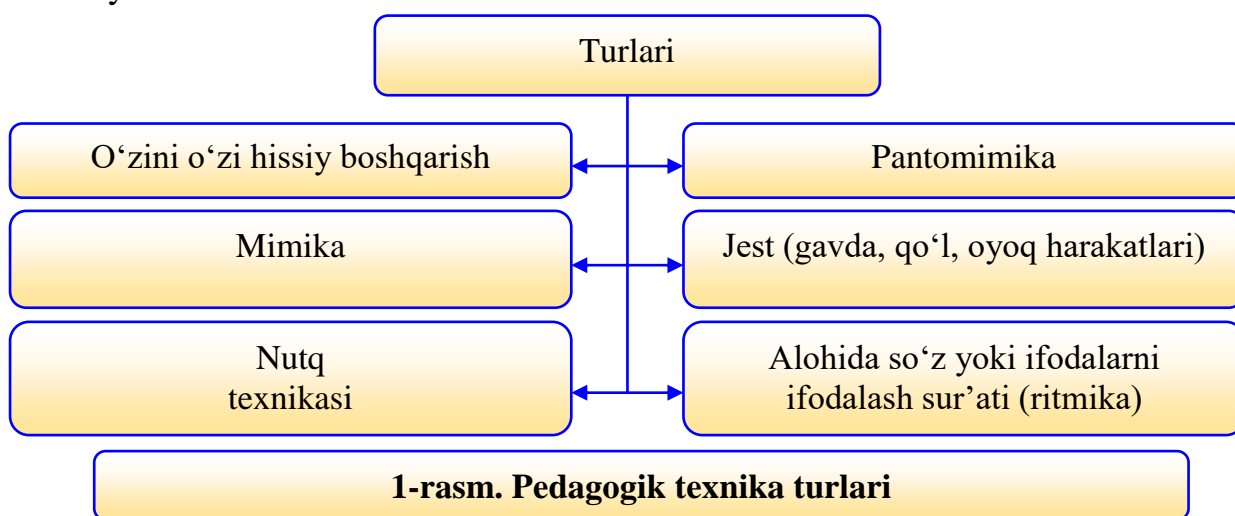 Turlari
O‘zini o‘zi hissiy boshqarish
Pantomimika
Mimika
Jest (gavda, qo‘l, oyoq harakatlari)
Nutq
texnikasi
Alohida so‘z yoki ifodalarni
ifodalash sur’ati (ritmika)
1-rasm. Pedagogik texnika turlari